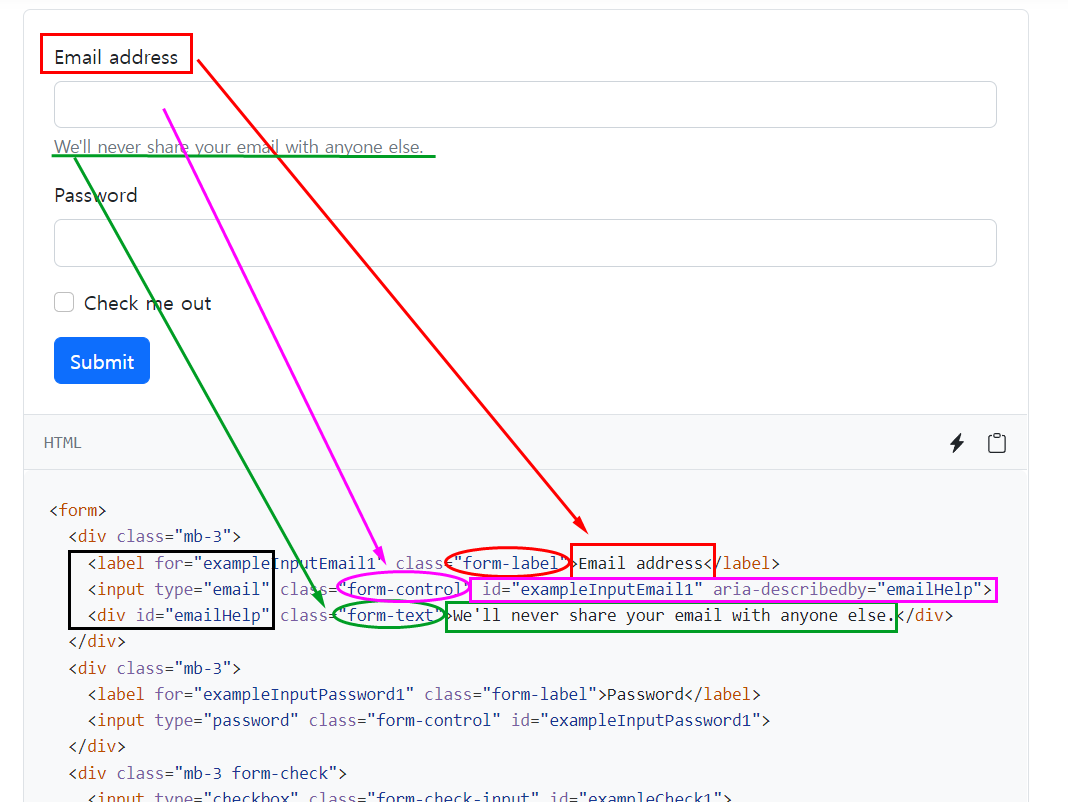 Email address
We'll never share your email with anyone else.
Password
Check me out
Submit
HTML
<form>
<div class="mb-3">
<label for="exampleInputEmail1" class="form-label">Email address</label>
<input type="email" class="form-control" id="exampleInputEmail1" aria-describedby="emailHelp">
<div id="emailHelp" class="form-text">We'll never share your email with anyone else.</div>
</div>
<div class="mb-3">
<label for="exampleInputPassword1" class="form-label">Password</label>
<input type="password" class="form-control" id="exampleInputPassword1">
</div>
<div class="mb-3 form-check">
<input type="checkbox" class="form-check-input" id="exampleCheck1">